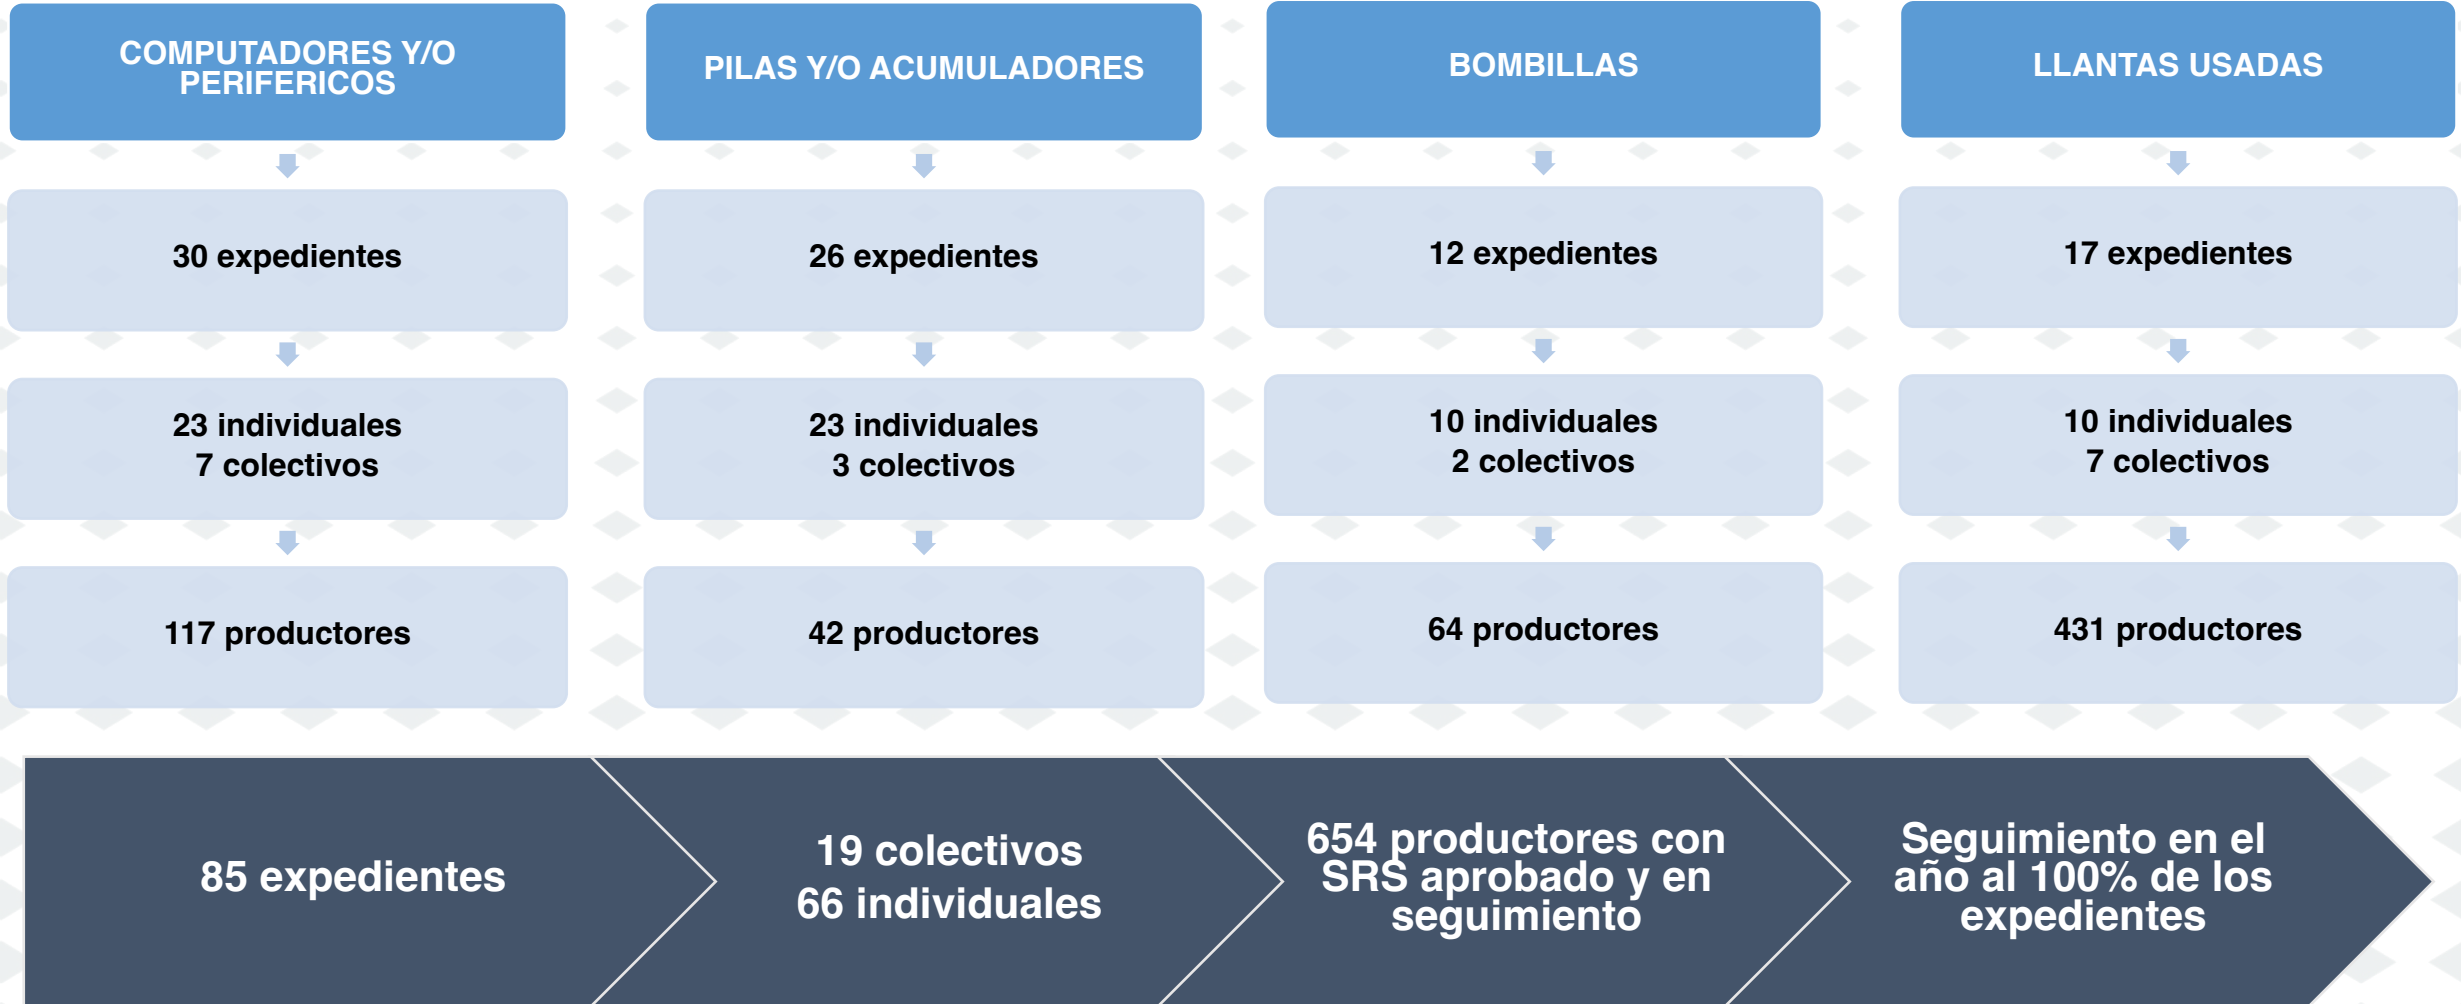 COMPUTADORES Y/O
PERIFERICOS
30 expedientes
23 individuales
7 colectivos
117 productores
PILAS Y/O ACUMULADORES
26 expedientes
23 individuales
3 colectivos
42 productores
BOMBILLAS
12 expedientes
10 individuales
2 colectivos
64 productores
LLANTAS USADAS
17 expedientes
10 individuales
7 colectivos
431 productores
85 expedientes
19 colectivos
66 individuales
654 productores con
SRS aprobado y en
seguimiento
Seguimiento en el
año al 100% de los
expedientes